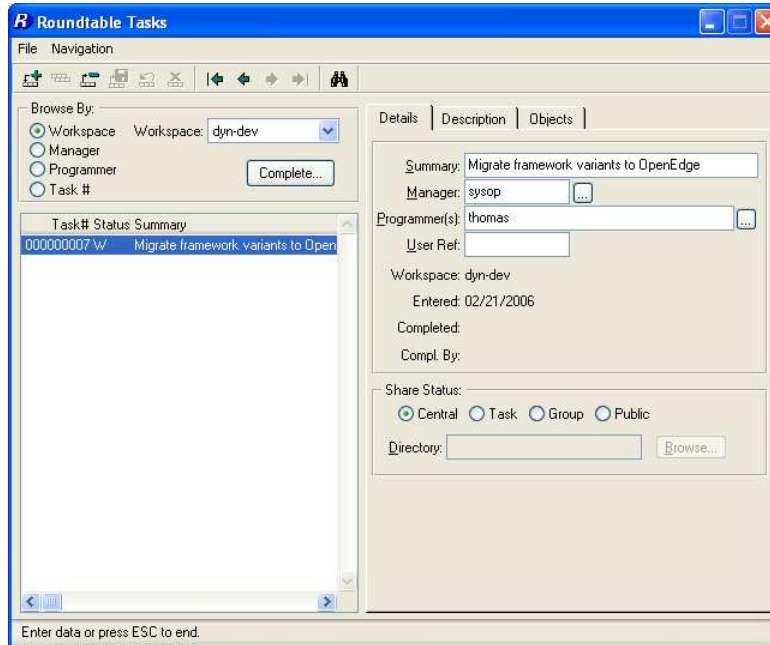 Roundtable Tasks
File Navigation
Browse By:
Workspace Workspace: dyn-dev
Manager
Programmer Complete...
Task #
Task# Status Summary
000000007 W Migrate framework variants to Open
Details Description Objects
Summary: Migrate framework variants to OpenEdge
Manager: sysop ...
Programmer(s): thomas ...
User Ref:
Workspace: dyn-dev
Entered: 02/21/2006
Completed:
Compl. By:
Share Status:
Central Task Group Public
Directory: Browse...
Enter data or press ESC to end.